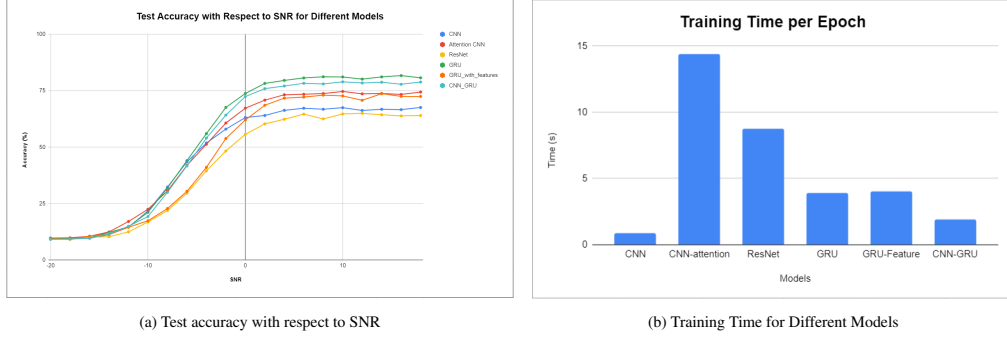 Test Accuracy with Respect to SNR for Different Models
100
75
50
25
0
Accuracy (%)
-20
-10
0
10
SNR
CNN
Attention CNN
ResNet
GRU
GRU_with_features
CNN_GRU
(a) Test accuracy with respect to SNR
Training Time per Epoch
15
10
5
0
Time (s)
CNN
CNN-attention
ResNet
GRU
GRU-Feature
CNN-GRU
Models
(b) Training Time for Different Models